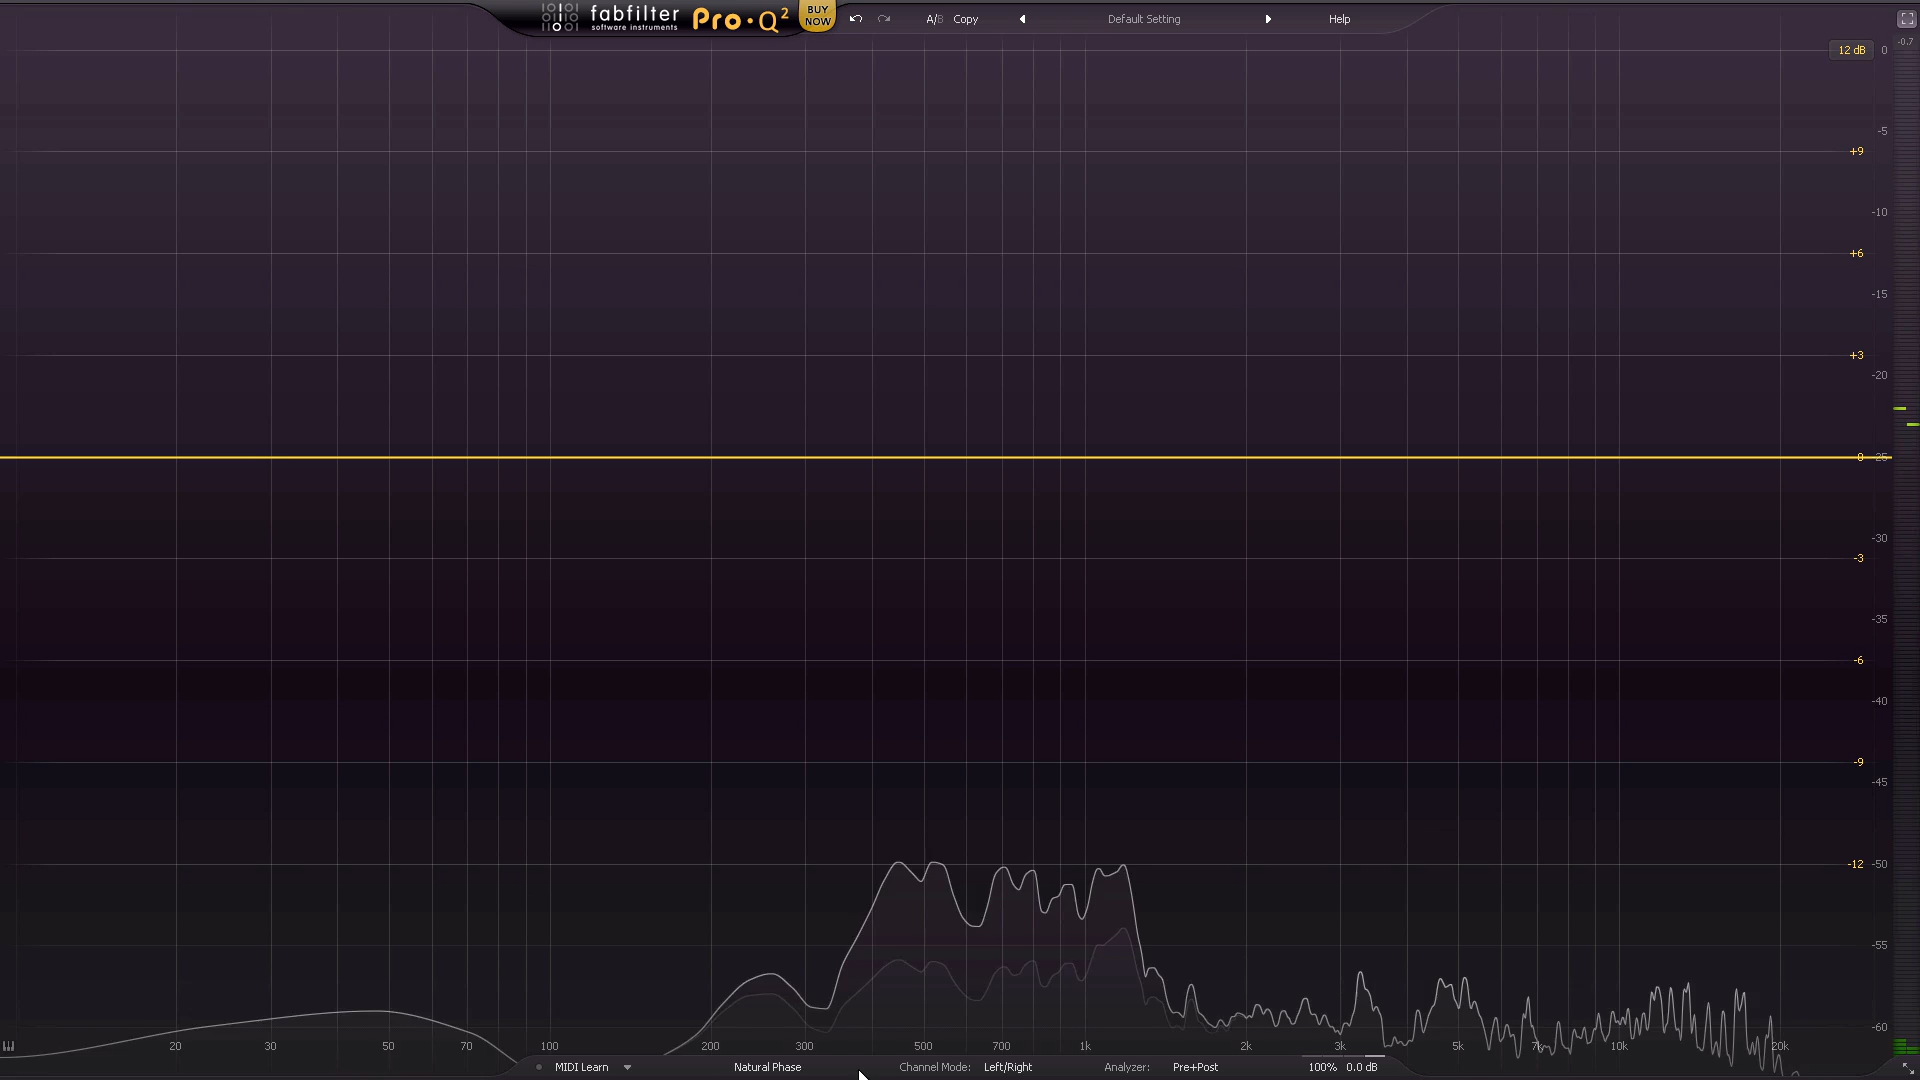 fabfilter
software instruments
Pro·Q²
BUY NOW
A/B Copy Default Setting Help
12 dB 0 -0.7
-5
+9
-10
+6
-15
+3
-20
0 -25
-30
-3
-35
-6
-40
-9
-45
-12 -50
-55
-60
20 30 50 70 100 200 300 500 700 1k 2k 3k 5k 7k 10k 20k
MIDI Learn Natural Phase Channel Mode: Left/Right Analyzer: Pre+Post 100% 0.0 dB